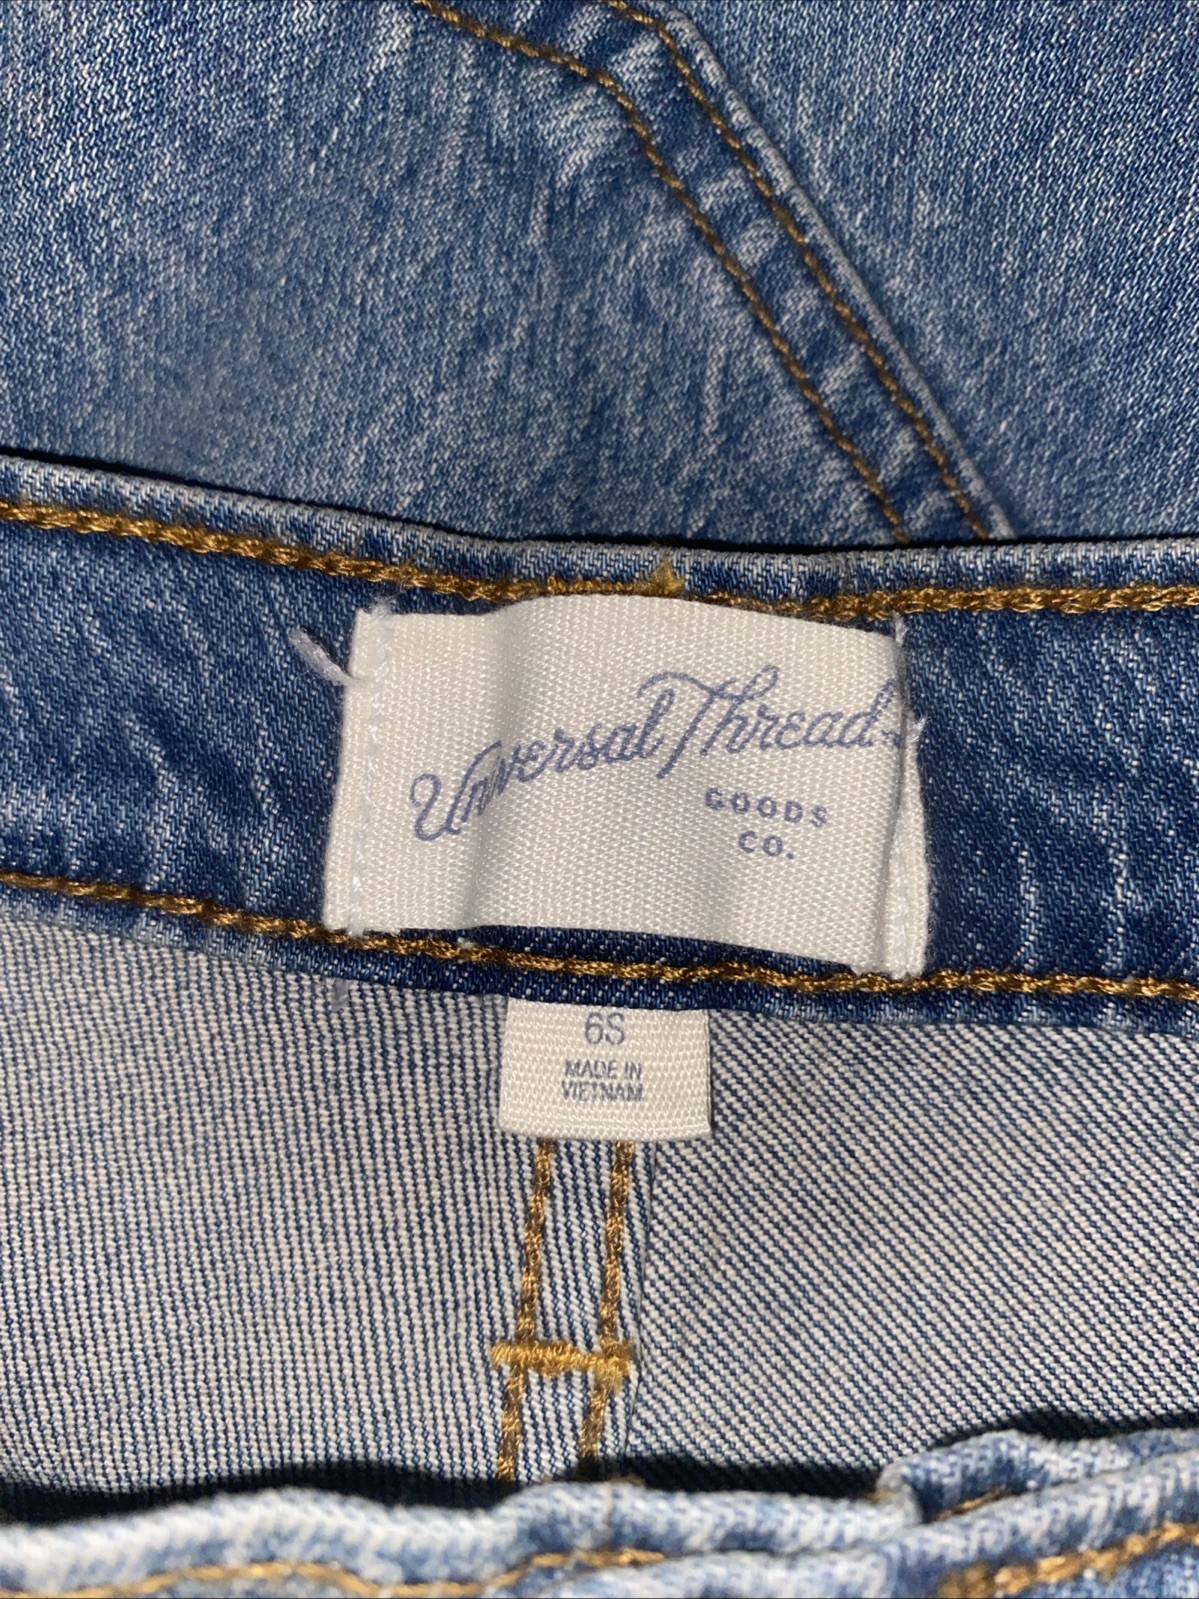 Universal Thread
GOODS
CO.
6S
MADE IN
VIETNAM